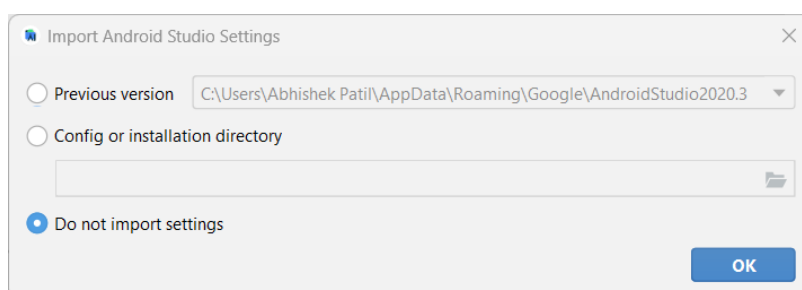 Import Android Studio Settings
Previous version C:\Users\Abhishek Patil\AppData\Roaming\Google\AndroidStudio2020.3
Config or installation directory
Do not import settings
OK